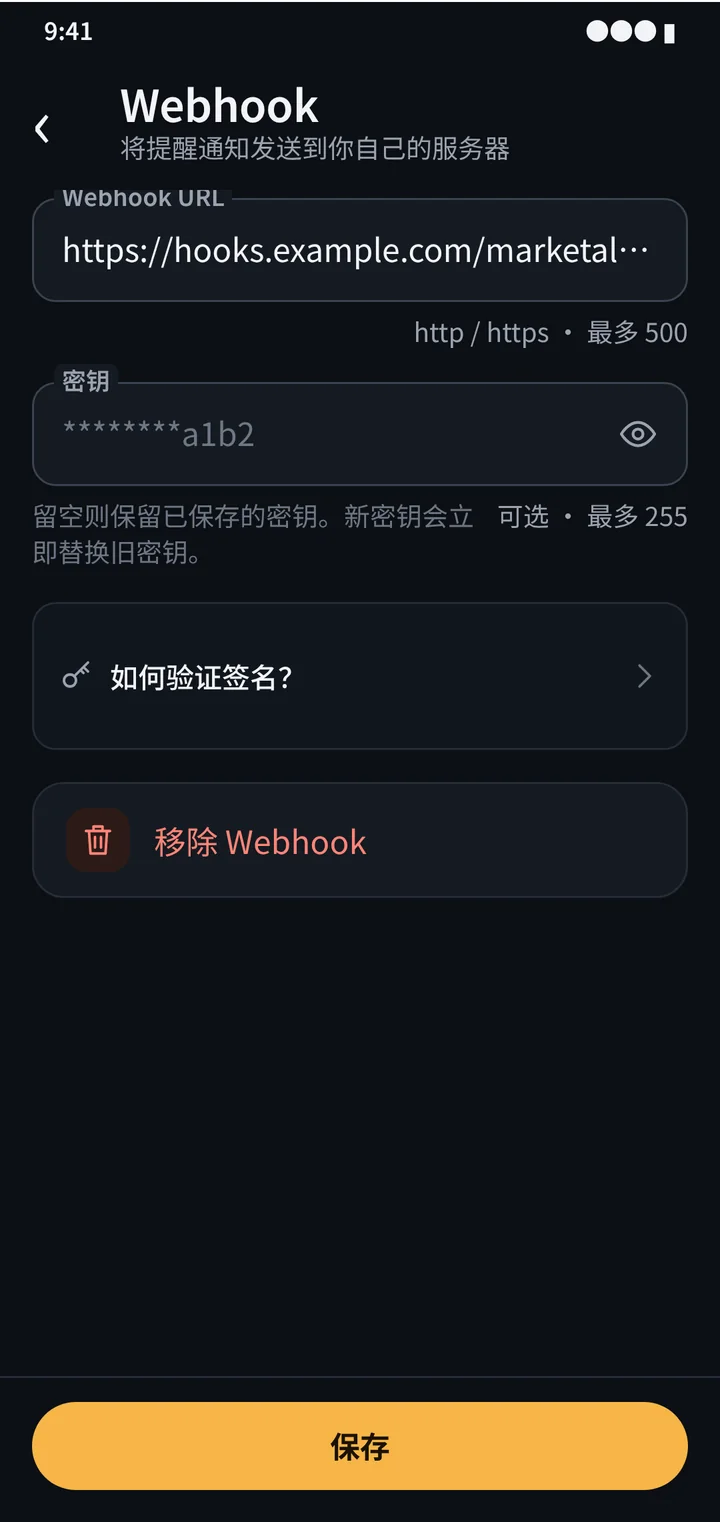 9:41
Webhook
将提醒通知发送到你自己的服务器
Webhook URL
https://hooks.example.com/marketal…
http / https • 最多 500
密钥
********a1b2
留空则保留已保存的密钥。新密钥会立
即替换旧密钥。
可选 • 最多 255
如何验证签名？
移除 Webhook
保存